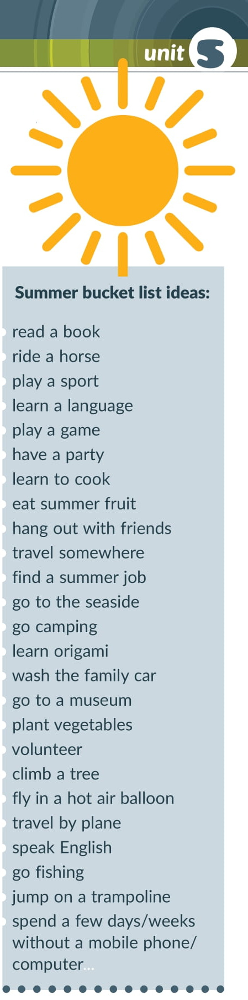 unit 5
Summer bucket list ideas:
read a book
ride a horse
play a sport
learn a language
play a game
have a party
learn to cook
eat summer fruit
hang out with friends
travel somewhere
find a summer job
go to the seaside
go camping
learn origami
wash the family car
go to a museum
plant vegetables
volunteer
climb a tree
fly in a hot air balloon
travel by plane
speak English
go fishing
jump on a trampoline
spend a few days/weeks
without a mobile phone/
computer...